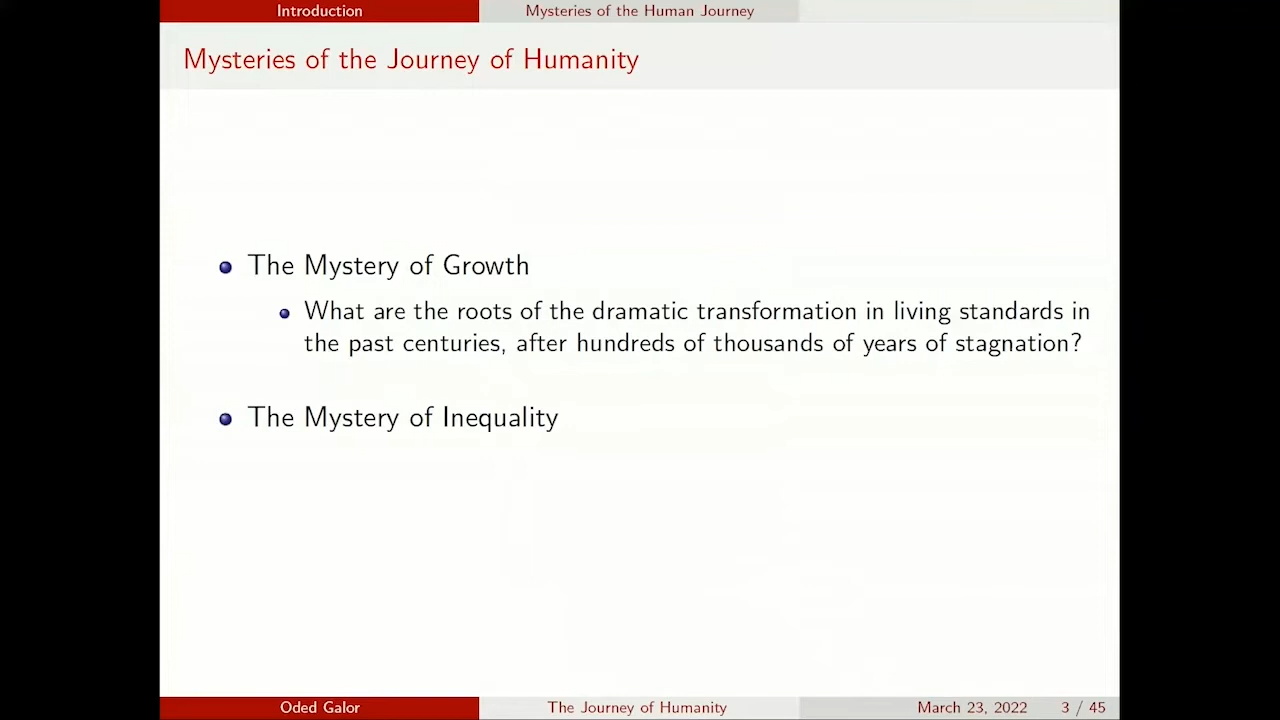 Introduction
Mysteries of the Human Journey
Mysteries of the Journey of Humanity
The Mystery of Growth
What are the roots of the dramatic transformation in living standards in
the past centuries, after hundreds of thousands of years of stagnation?
The Mystery of Inequality
Oded Galor
The Journey of Humanity
March 23, 2022
3 / 45